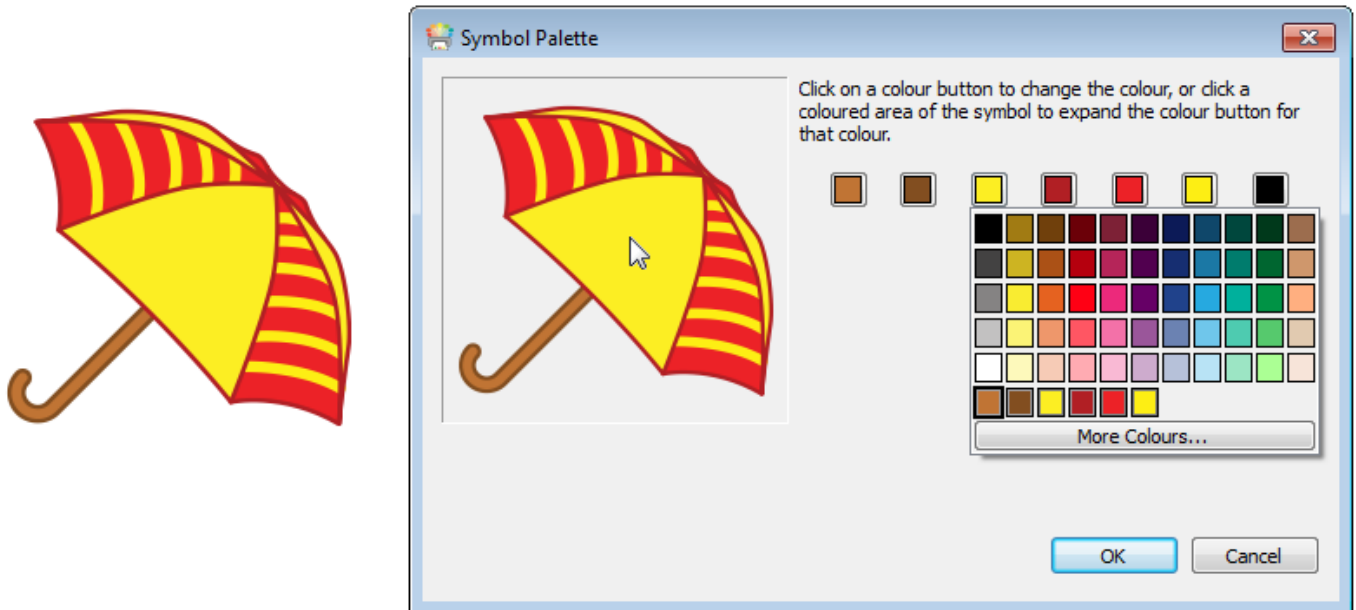 Symbol Palette
Click on a colour button to change the colour, or click a
coloured area of the symbol to expand the colour button for
that colour.
More Colours...
OK
Cancel